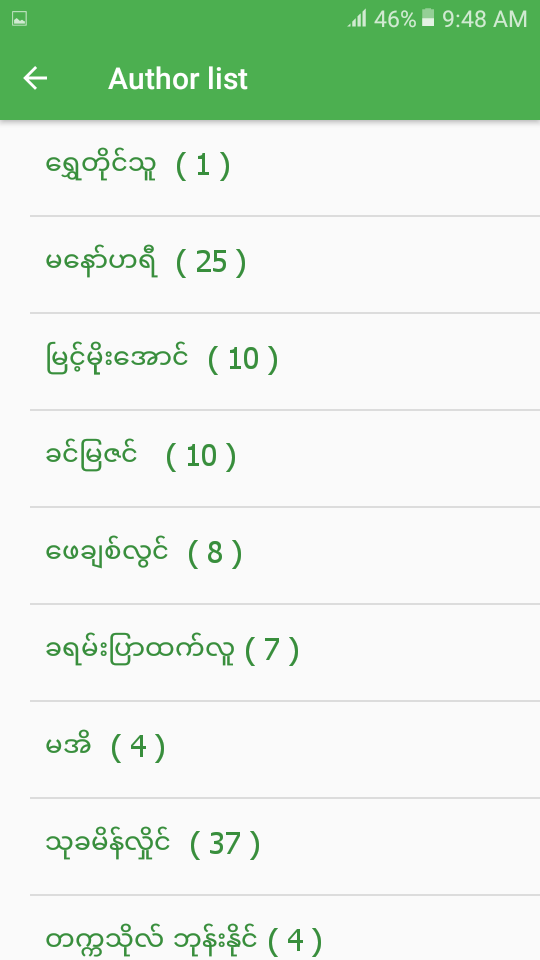 46% 9:48 AM
Author list
ရွှေတိုင်သူ ( 1 )
မနော်ဟရီ ( 25 )
မြင့်မိုးအောင် ( 10 )
ခင်မြဇင် ( 10 )
ဖေချစ်လွင် ( 8 )
ခရမ်းပြာထက်လူ ( 7 )
မအိ ( 4 )
သုခမိန်လှိုင် ( 37 )
တက္ကသိုလ် ဘုန်းနိုင် ( 4 )